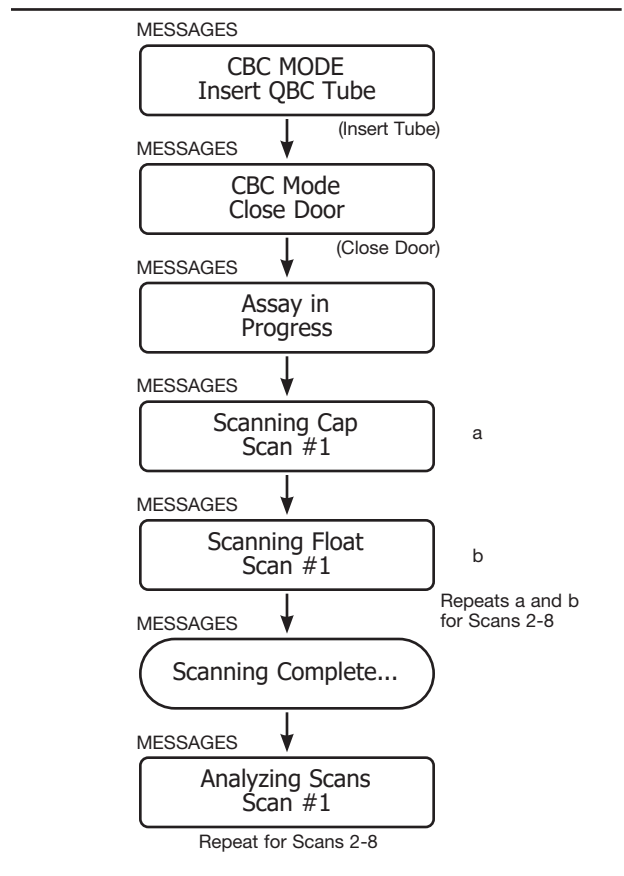 MESSAGES
CBC MODE
Insert QBC Tube
(Insert Tube)
MESSAGES
CBC Mode
Close Door
(Close Door)
MESSAGES
Assay in
Progress
MESSAGES
Scanning Cap
Scan #1
a
MESSAGES
Scanning Float
Scan #1
b
Repeats a and b
for Scans 2-8
MESSAGES
Scanning Complete...
MESSAGES
Analyzing Scans
Scan #1
Repeat for Scans 2-8